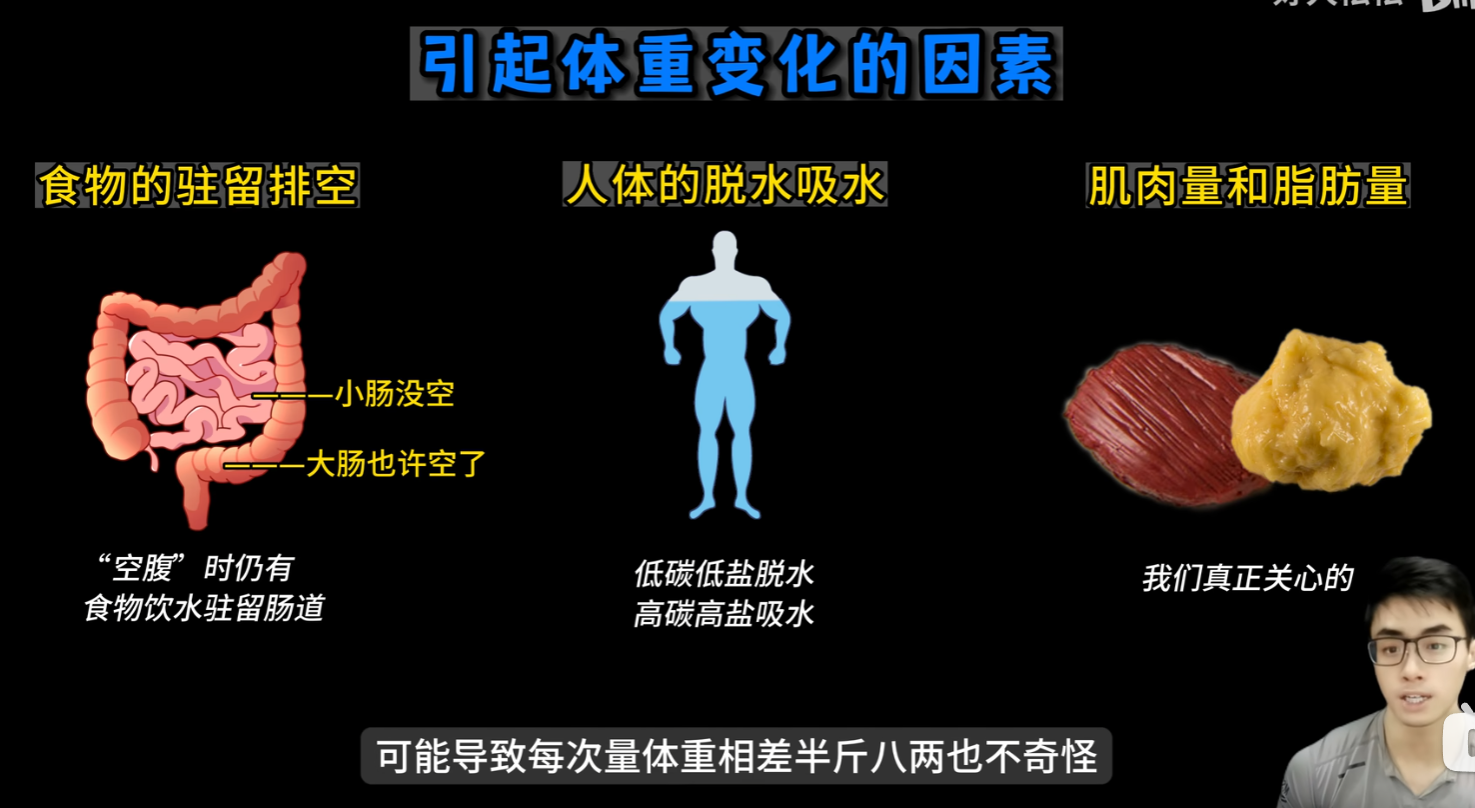 引起体重变化的因素
食物的驻留排空
人体的脱水吸水
肌肉量和脂肪量
小肠没空
大肠也许空了
“空腹”时仍有
食物饮水驻留肠道
低碳低盐脱水
高碳高盐吸水
我们真正关心的
可能导致每次量体重相差半斤八两也不奇怪